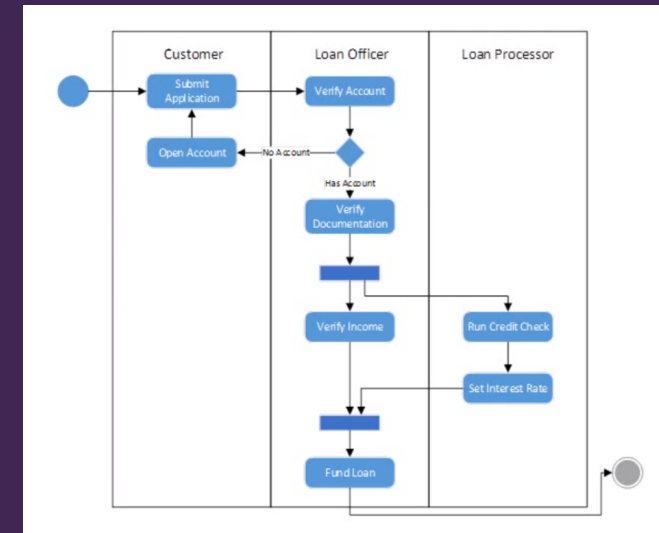 Customer
Loan Officer
Loan Processor
Submit
Application
Verify Account
Open Account
No Account
Has Account
Verify
Documentation
Verify Income
Run Credit Check
Set Interest Rate
Fund Loan